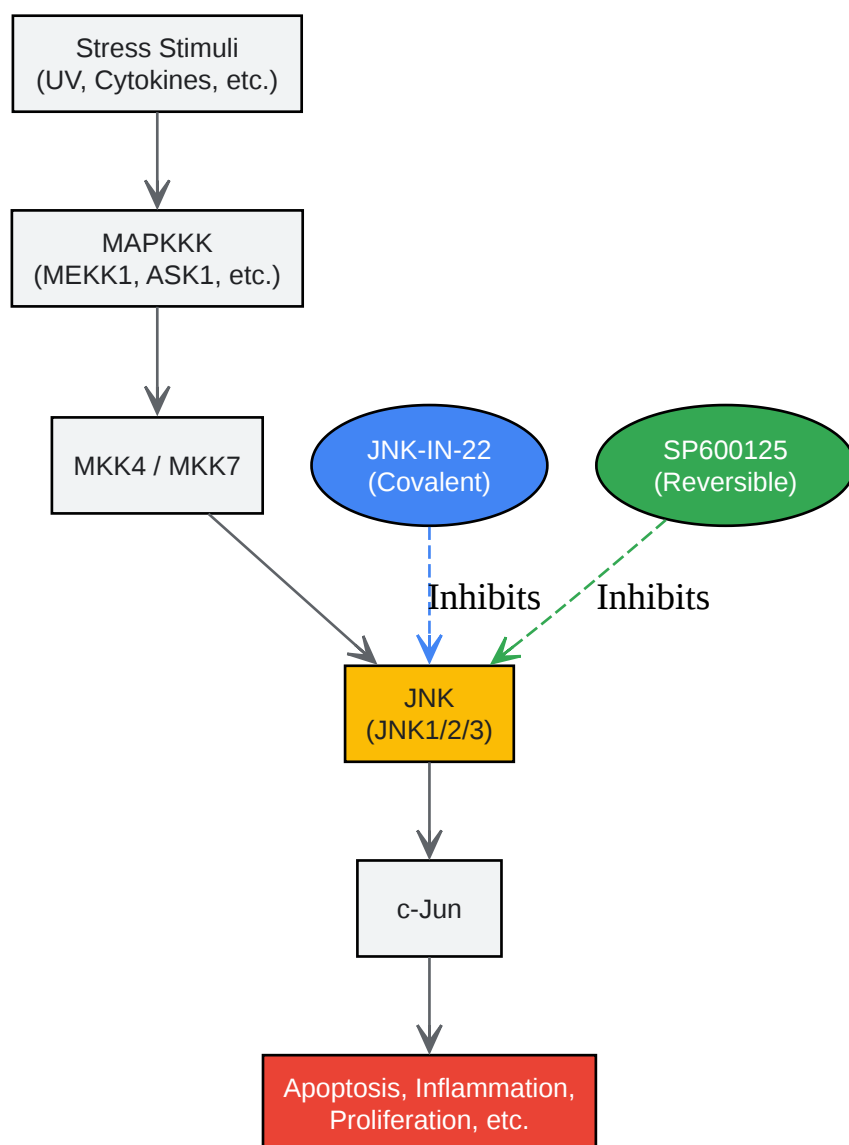 Stress Stimuli
(UV, Cytokines, etc.)
MAPKKK
(MEKK1, ASK1, etc.)
MKK4 / MKK7
JNK-IN-22
(Covalent)
SP600125
(Reversible)
Inhibits
Inhibits
JNK
(JNK1/2/3)
c-Jun
Apoptosis, Inflammation,
Proliferation, etc.